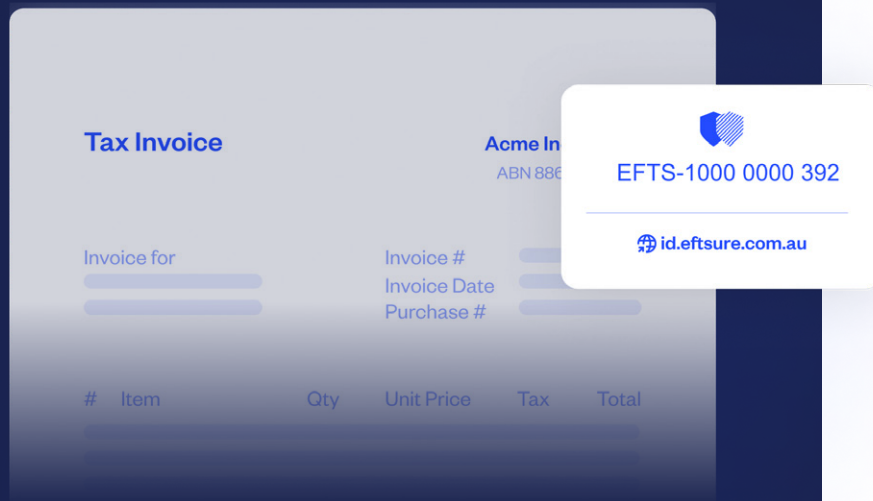 Tax Invoice
Acme In
ABN 886
EFTS-1000 0000 392
id.eftsure.com.au
Invoice for
Invoice #
Invoice Date
Purchase #
# Item Qty Unit Price Tax Total